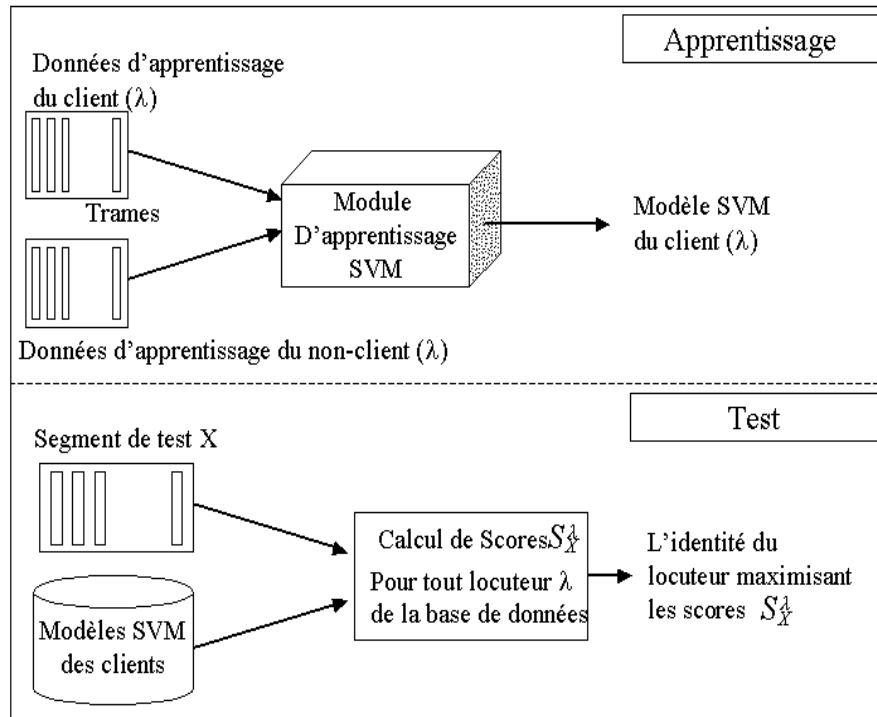 Apprentissage
Données d'apprentissage
du client (λ)
Trames
Module
D'apprentissage
SVM
Modèle SVM
du client (λ)
Données d'apprentissage du non-client (λ)
Test
Segment de test X
Calcul de Scores S_X^λ
Pour tout locuteur λ
de la base de données
L'identité du
locuteur maximisant
les scores S_X^λ
Modèles SVM
des clients